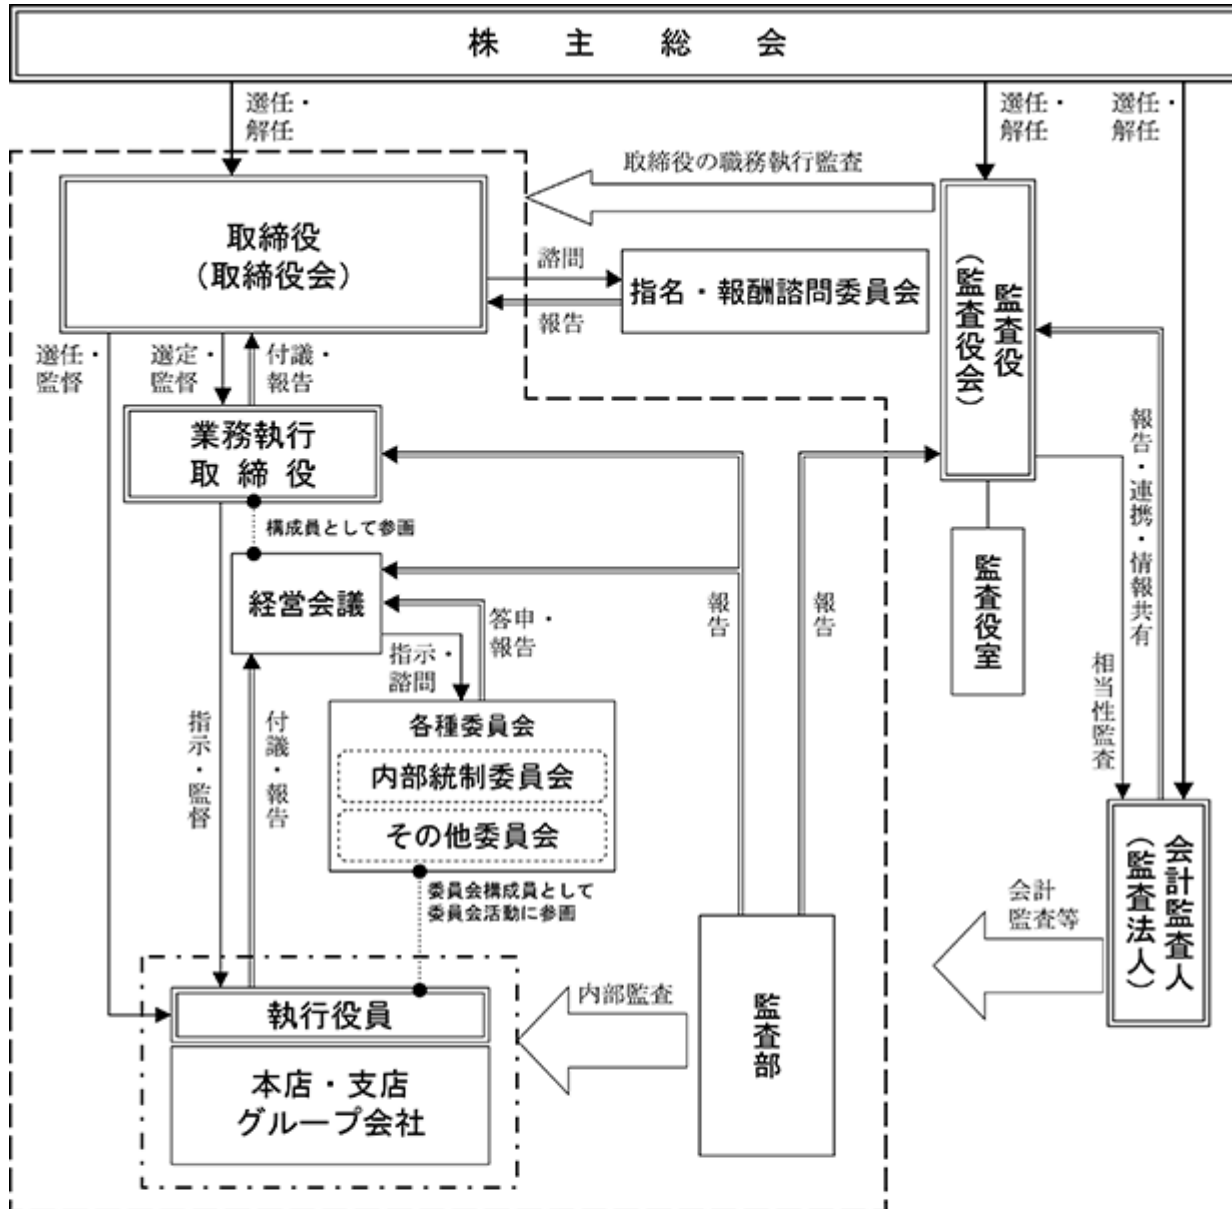 株主総会
選任・
解任
選任・
解任
選任・
解任
取締役の職務執行監査
取締役
（取締役会）
諮問
報告
指名・報酬諮問委員会
監査役
（監査役会）
選任・
監督
選定・
監督
付議・
報告
業務執行
取締役
構成員として参画
経営会議
答申・
報告
指示・
諮問
報告
報告
監査役室
報告・連携・情報共有
相当性監査
各種委員会
内部統制委員会
その他委員会
指示・監督
付議・報告
委員会構成員として
委員会活動に参画
会計
監査等
会計監査人
（監査法人）
執行役員
本店・支店
グループ会社
内部監査
監査部